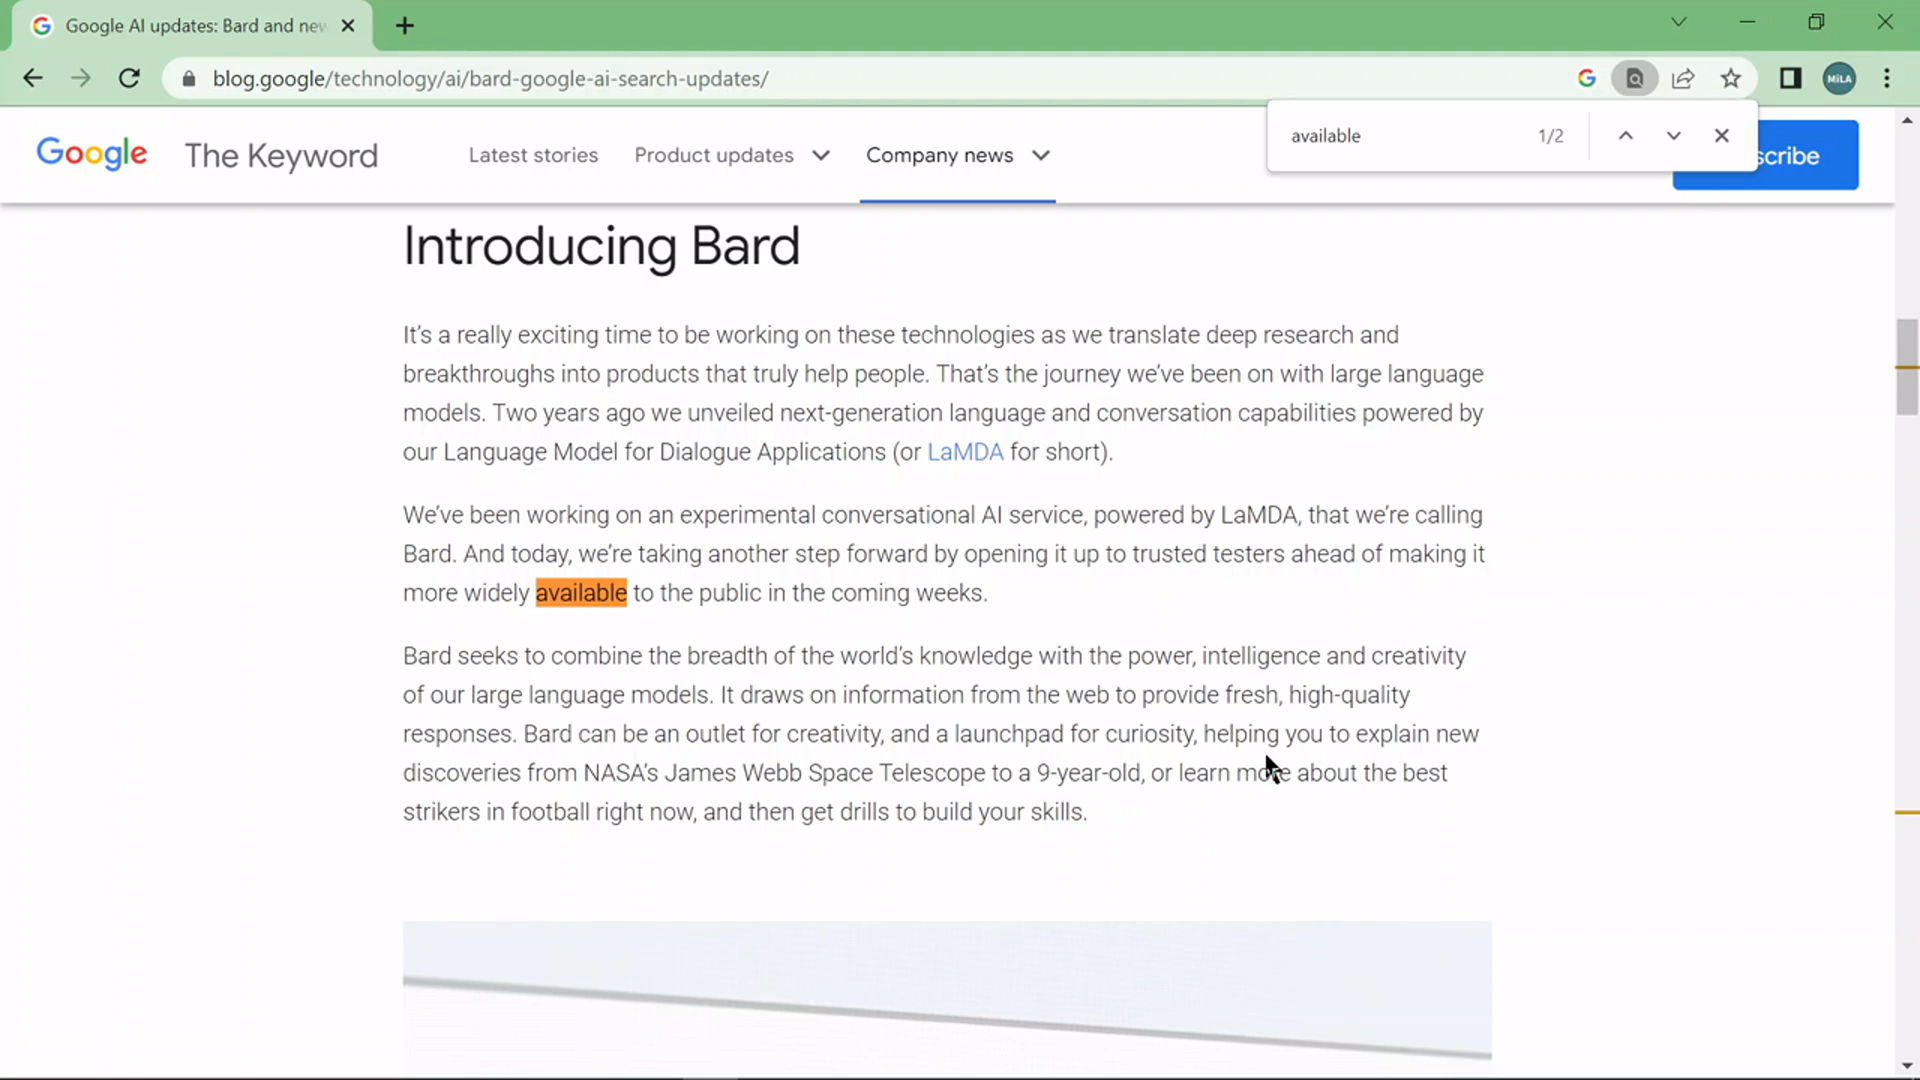 Google AI updates: Bard and new
blog.google/technology/ai/bard-google-ai-search-updates/
MiLA
available 1/2
Google The Keyword Latest stories Product updates Company news scribe
Introducing Bard
It’s a really exciting time to be working on these technologies as we translate deep research and
breakthroughs into products that truly help people. That’s the journey we’ve been on with large language
models. Two years ago we unveiled next-generation language and conversation capabilities powered by
our Language Model for Dialogue Applications (or LaMDA for short).
We’ve been working on an experimental conversational AI service, powered by LaMDA, that we’re calling
Bard. And today, we’re taking another step forward by opening it up to trusted testers ahead of making it
more widely available to the public in the coming weeks.
Bard seeks to combine the breadth of the world’s knowledge with the power, intelligence and creativity
of our large language models. It draws on information from the web to provide fresh, high-quality
responses. Bard can be an outlet for creativity, and a launchpad for curiosity, helping you to explain new
discoveries from NASA’s James Webb Space Telescope to a 9-year-old, or learn more about the best
strikers in football right now, and then get drills to build your skills.